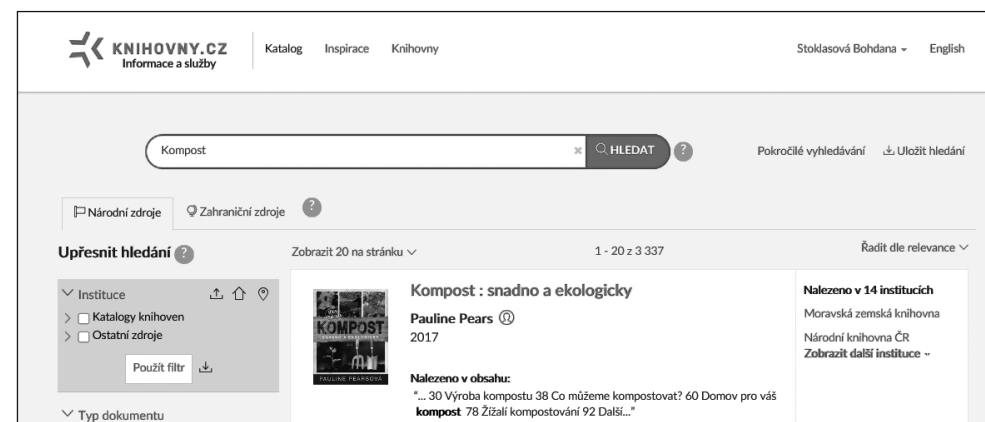 KNIHOVNY.CZ
Informace a služby
Katalog Inspirace Knihovny
Stoklasová Bohdana English
Kompost
HLEDAT ?
Pokročilé vyhledávání Uložit hledání
Národní zdroje Zahraniční zdroje ?
Upřesnit hledání ?
Zobrazit 20 na stránku
1 - 20 z 3 337
Řadit dle relevance
Instituce
Katalogy knihoven
Ostatní zdroje
Použít filtr
Typ dokumentu
KOMPOST
SNADNO A EKOLOGICKY
PAULINE PEARSOVÁ
Kompost : snadno a ekologicky
Pauline Pears
2017
Nalezeno v obsahu:
"... 30 Výroba kompostu 38 Co můžeme kompostovat? 60 Domov pro váš
kompost 78 Žížalí kompostování 92 Další..."
Nalezeno v 14 institucích
Moravská zemská knihovna
Národní knihovna ČR
Zobrazit další instituce